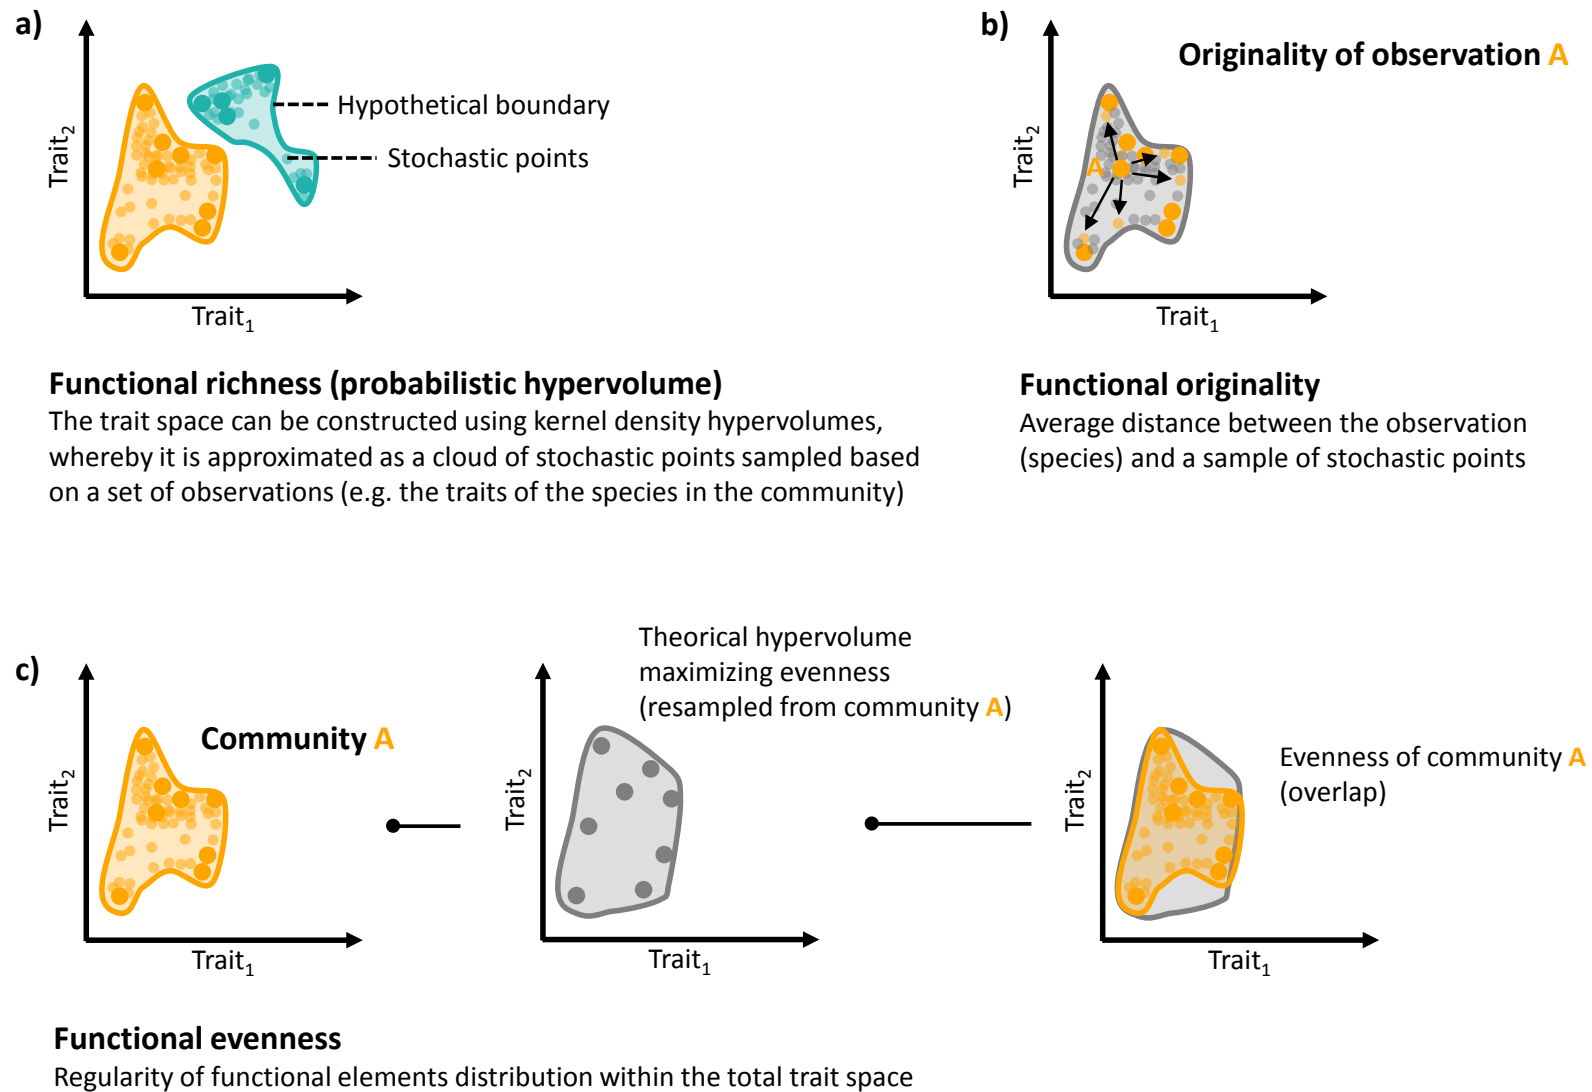 a)
Trait2
Hypothetical boundary
Stochastic points
Trait1
b)
Originality of observation A
Trait2
A
Trait1
Functional richness (probabilistic hypervolume)
The trait space can be constructed using kernel density hypervolumes,
whereby it is approximated as a cloud of stochastic points sampled based
on a set of observations (e.g. the traits of the species in the community)
Functional originality
Average distance between the observation
(species) and a sample of stochastic points
c)
Trait2
Community A
Trait1
Theorical hypervolume
maximizing evenness
(resampled from community A)
Trait2
Trait1
Trait2
Evenness of community A
(overlap)
Trait1
Functional evenness
Regularity of functional elements distribution within the total trait space